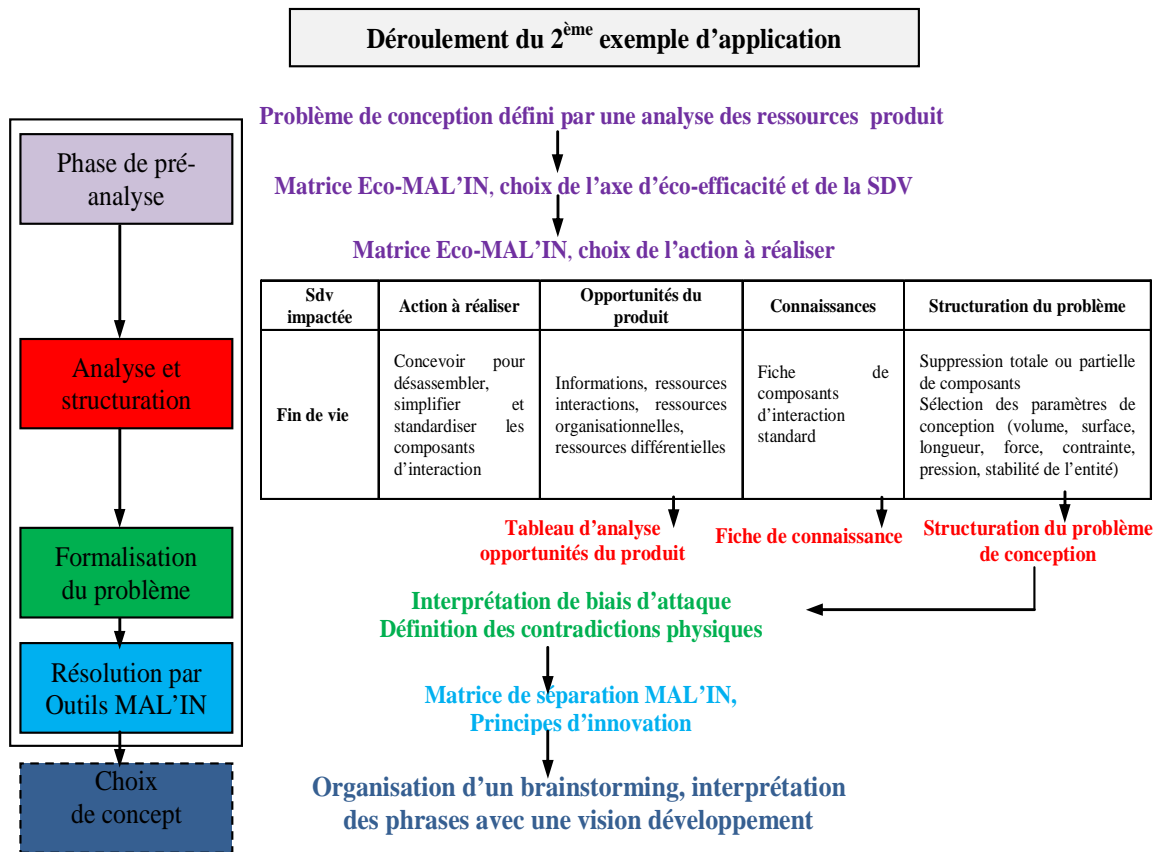 Déroulement du 2ème exemple d'application
Phase de pré-
analyse
Analyse et
structuration
Formalisation
du problème
Résolution par
Outils MAL'IN
Choix
de concept
Problème de conception défini par une analyse des ressources produit
Matrice Eco-MAL'IN, choix de l'axe d'éco-efficacité et de la SDV
Matrice Eco-MAL'IN, choix de l'action à réaliser
Sdv
impactée
Action à réaliser
Opportunités du
produit
Connaissances
Structuration du problème
Fin de vie
Concevoir pour
désassembler,
simplifier et
standardiser les
composants
d'interaction
Informations, ressources
interactions, ressources
organisationnelles,
ressources différentielles
Fiche de
composants
d'interaction
standard
Suppression totale ou partielle
de composants
Sélection des paramètres de
conception (volume, surface,
longueur, force, contrainte,
pression, stabilité de l'entité)
Tableau d'analyse
opportunités du produit
Fiche de connaissance
Structuration du problème
de conception
Interprétation de biais d'attaque
Définition des contradictions physiques
Matrice de séparation MAL'IN,
Principes d'innovation
Organisation d'un brainstorming, interprétation
des phrases avec une vision développement